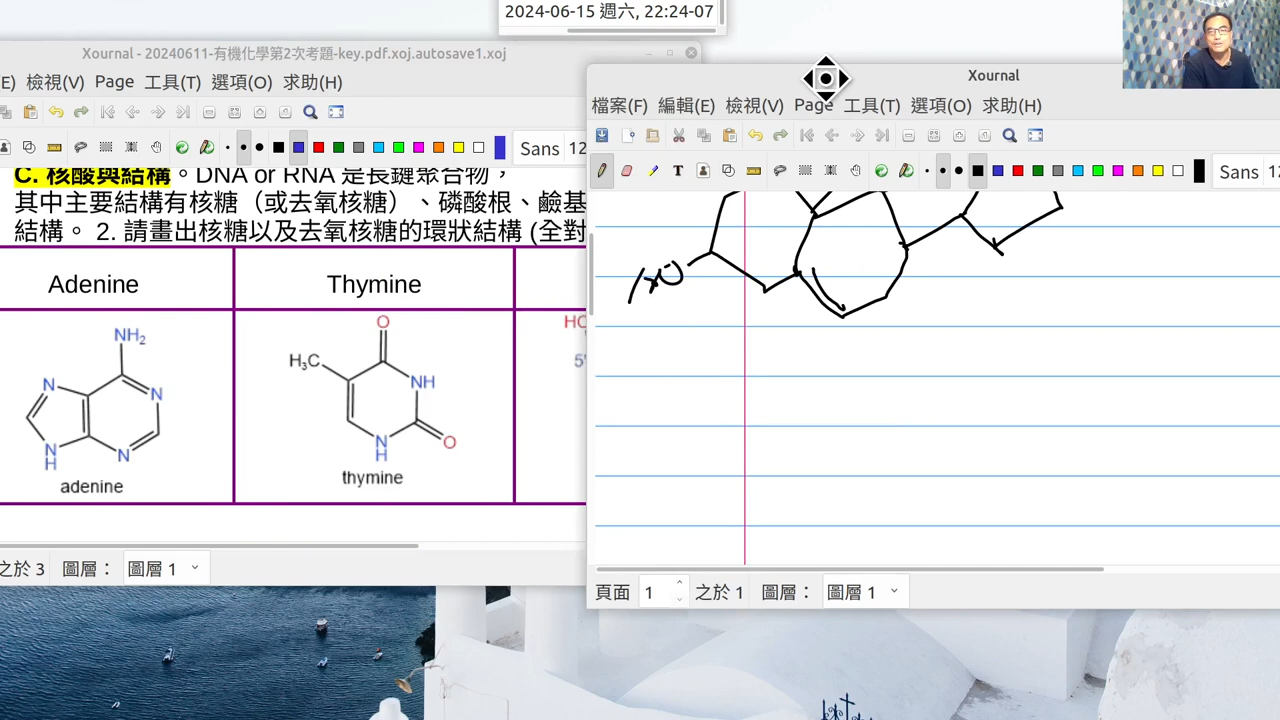 2024-06-15 週六, 22:24-07
Xournal - 20240611-有機化學第2次考題-key.pdf.xoj.autosave1.xoj
(E) 檢視(V) Page 工具(T) 選項(O) 求助(H)
Sans 12
C. 核酸與結構。DNA or RNA 是長鏈聚合物，
其中主要結構有核糖（或去氧核糖）、磷酸根、鹼基
結構。 2. 請畫出核糖以及去氧核糖的環狀結構 (全對
Adenine
Thymine
NH2
N
N
N
H
N
adenine
O
H3C
NH
N
H
O
thymine
HO
5'
之於 3 圖層： 圖層 1
Xournal
檔案(F) 編輯(E) 檢視(V) Page 工具(T) 選項(O) 求助(H)
T
Sans 12
頁面 1 之於 1 圖層： 圖層 1